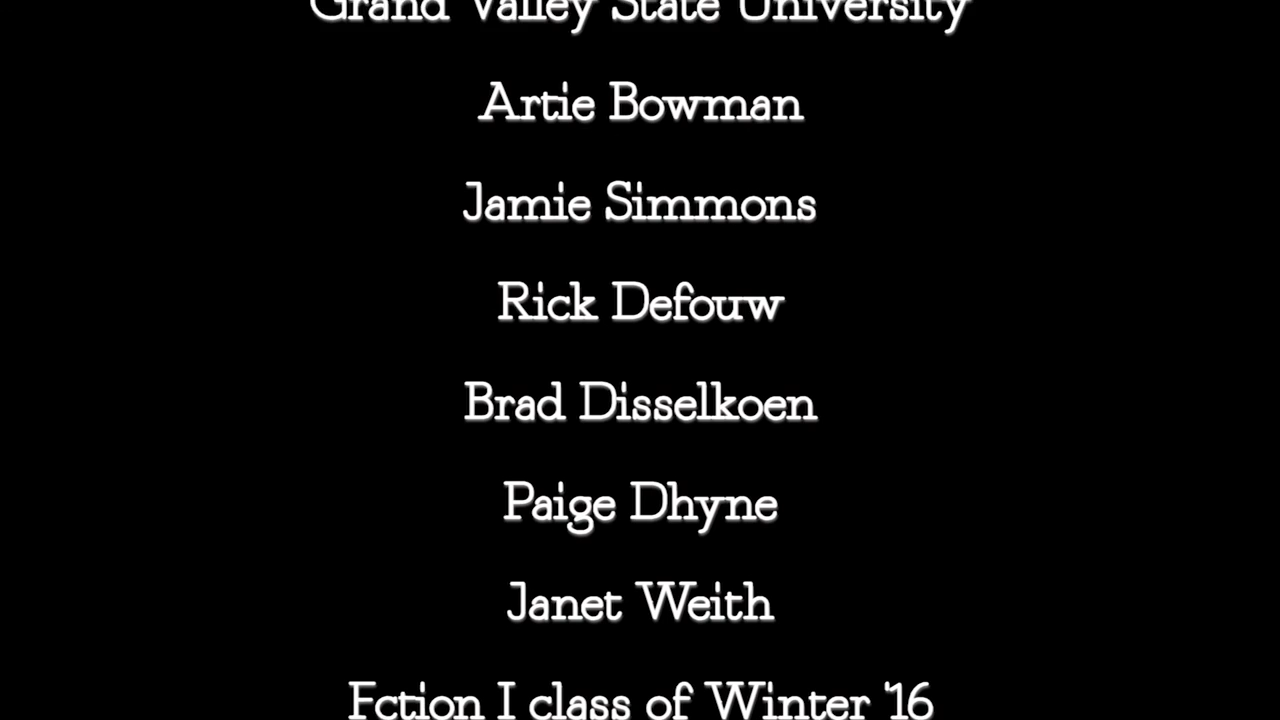 Grand Valley State University
Artie Bowman
Jamie Simmons
Rick Defouw
Brad Disselkoen
Paige Dhyne
Janet Weith
Fction I class of Winter '16